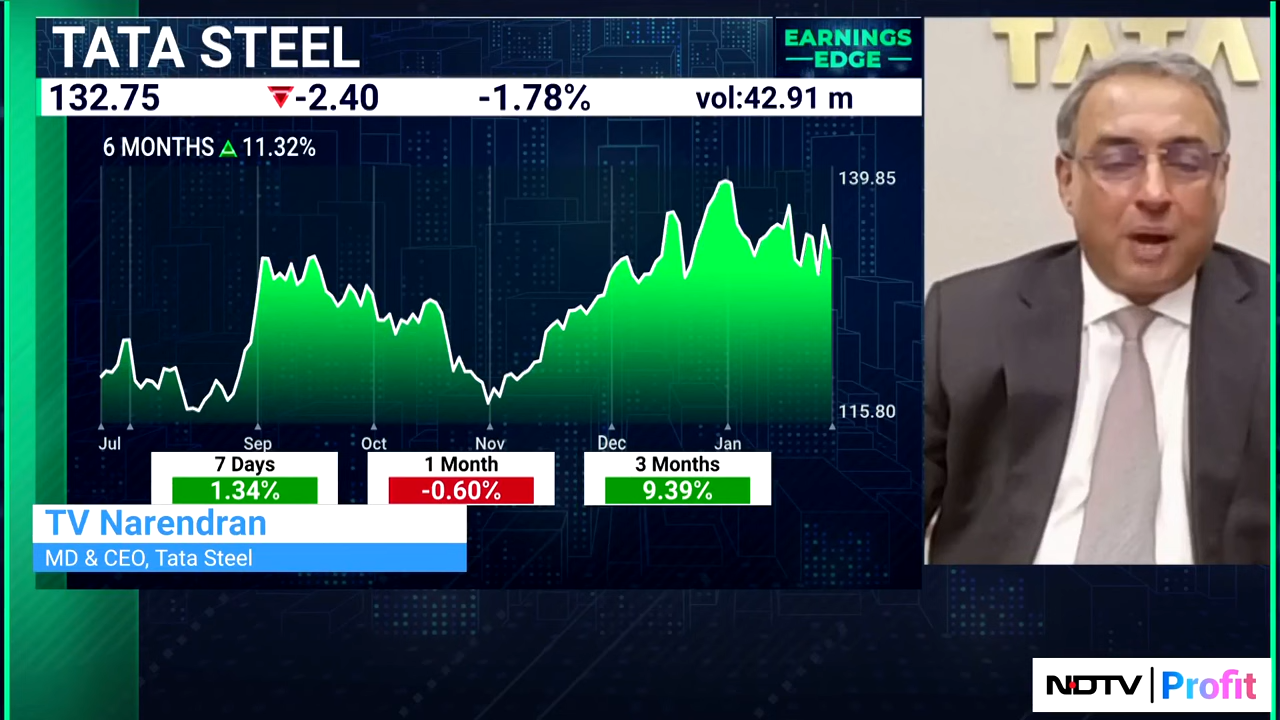 TATA STEEL
EARNINGS
EDGE
132.75 ▼-2.40 -1.78% vol:42.91 m
6 MONTHS ▲ 11.32%
139.85
115.80
Jul Sep Oct Nov Dec Jan
7 Days 1 Month 3 Months
1.34% -0.60% 9.39%
TV Narendran
MD & CEO, Tata Steel
TATA
NDTV | Profit